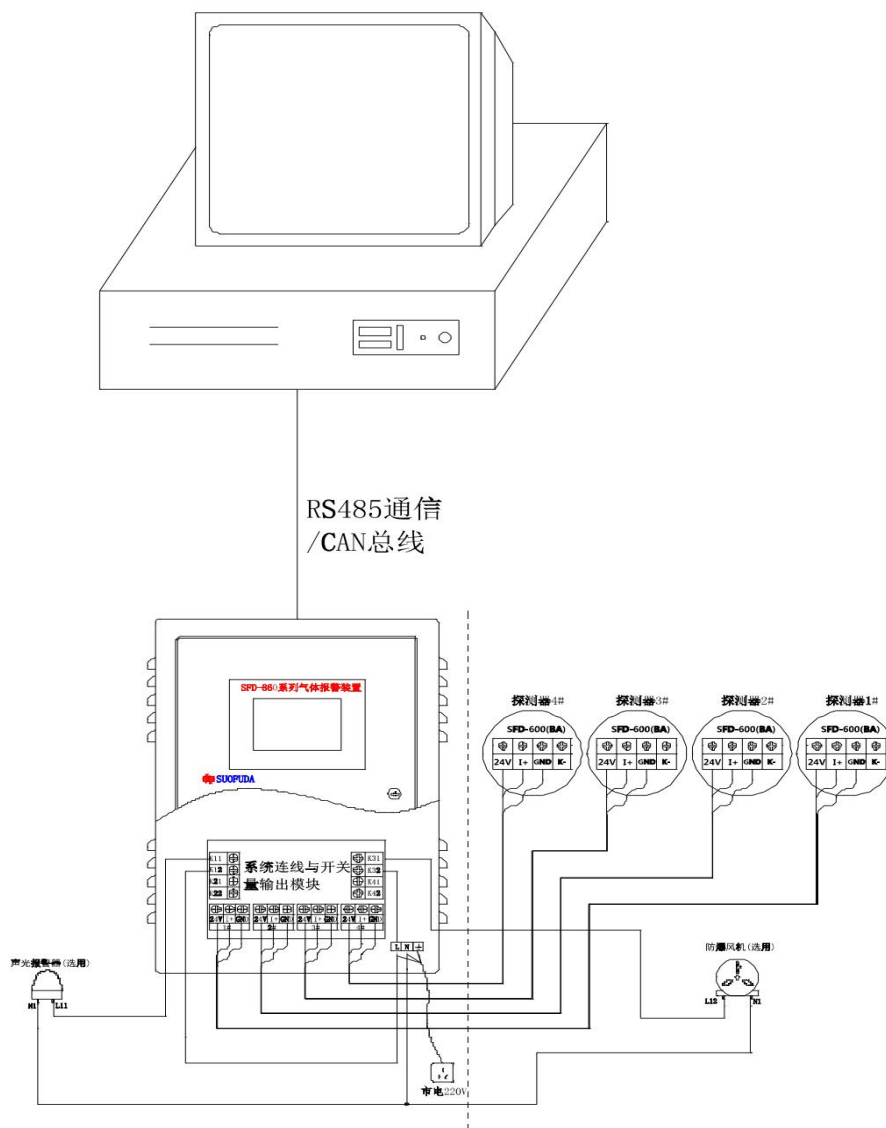 RS485通信
/CAN总线
SFD-660系列气体报警装置
SUOPUDA
探测器4#
探测器3#
探测器2#
探测器1#
SFD-600(BA)
SFD-600(BA)
SFD-600(BA)
SFD-600(BA)
24V I+ GND K-
24V I+ GND K-
24V I+ GND K-
24V I+ GND K-
K11
K12
K21
K22
系统连线与开关
量输出模块
K31
K32
K41
K42
24V I+ GND
24V I+ GND
24V I+ GND
24V I+ GND
1#
2#
3#
4#
L N
声光报警器(选用)
N1 L11
防爆风机(选用)
L12 N1
市电220V